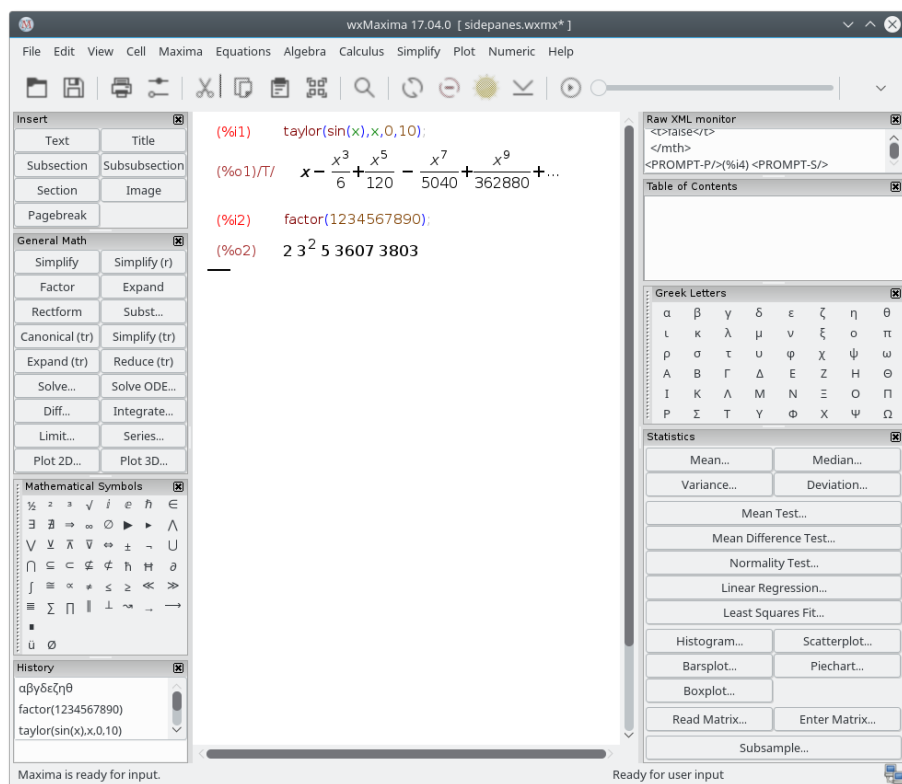 wxMaxima 17.04.0 [ sidepanes.wxmx* ]
File Edit View Cell Maxima Equations Algebra Calculus Simplify Plot Numeric Help
Insert
Text Title
Subsection Subsubsection
Section Image
Pagebreak
General Math
Simplify Simplify (r)
Factor Expand
Rectform Subst...
Canonical (tr) Simplify (tr)
Expand (tr) Reduce (tr)
Solve... Solve ODE...
Diff... Integrate...
Limit... Series...
Plot 2D... Plot 3D...
Mathematical Symbols
½ ² ³ √ ⅈ ⅇ ℏ ∈
∃ ∄ ⇒ ∞ ∅ ▶ ▸ ⋀
⋁ ⊻ ⊼ ⊽ ⇔ ± ¬ ⋃
⋂ ⊆ ⊂ ⊈ ⊄ ħ Ħ ∂
∫ ≅ ∝ ≠ ≤ ≥ ≪ ≫
≣ ∑ ∏ ∥ ⟂ ↝ → ⟶
∎
ü Ø
History
αβγδεζηθ
factor(1234567890)
taylor(sin(x),x,0,10)
(%i1) taylor(sin(x),x,0,10);
(%o1)/T/ x − x³/6 + x⁵/120 − x⁷/5040 + x⁹/362880 +...
(%i2) factor(1234567890);
(%o2) 2 3² 5 3607 3803
Raw XML monitor
<t>false</t>
</mth>
<PROMPT-P/>(%i4) <PROMPT-S/>
Table of Contents
Greek Letters
α β γ δ ε ζ η θ
ι κ λ μ ν ξ ο π
ρ σ τ υ φ χ ψ ω
Α Β Γ Δ Ε Ζ Η Θ
Ι Κ Λ Μ Ν Ξ Ο Π
Ρ Σ Τ Υ Φ Χ Ψ Ω
Statistics
Mean... Median...
Variance... Deviation...
Mean Test...
Mean Difference Test...
Normality Test...
Linear Regression...
Least Squares Fit...
Histogram... Scatterplot...
Barsplot... Piechart...
Boxplot...
Read Matrix... Enter Matrix...
Subsample...
Maxima is ready for input. Ready for user input